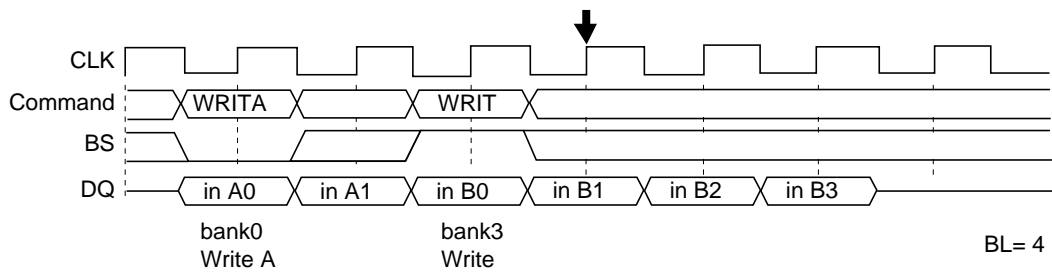 CLK
Command WRITA WRIT
BS
DQ in A0 in A1 in B0 in B1 in B2 in B3
bank0 bank3
Write A Write
BL= 4